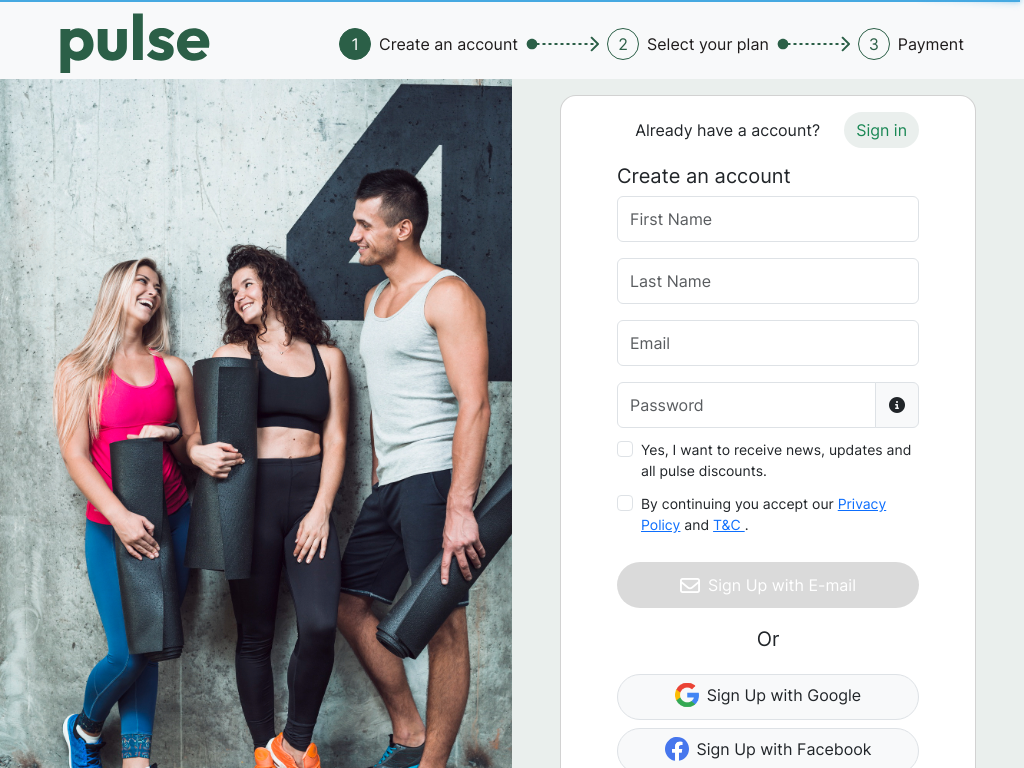 pulse
1 Create an account 2 Select your plan 3 Payment
Already have a account? Sign in
Create an account
First Name
Last Name
Email
Password
Yes, I want to receive news, updates and
all pulse discounts.
By continuing you accept our Privacy
Policy and T&C .
Sign Up with E-mail
Or
Sign Up with Google
Sign Up with Facebook
4